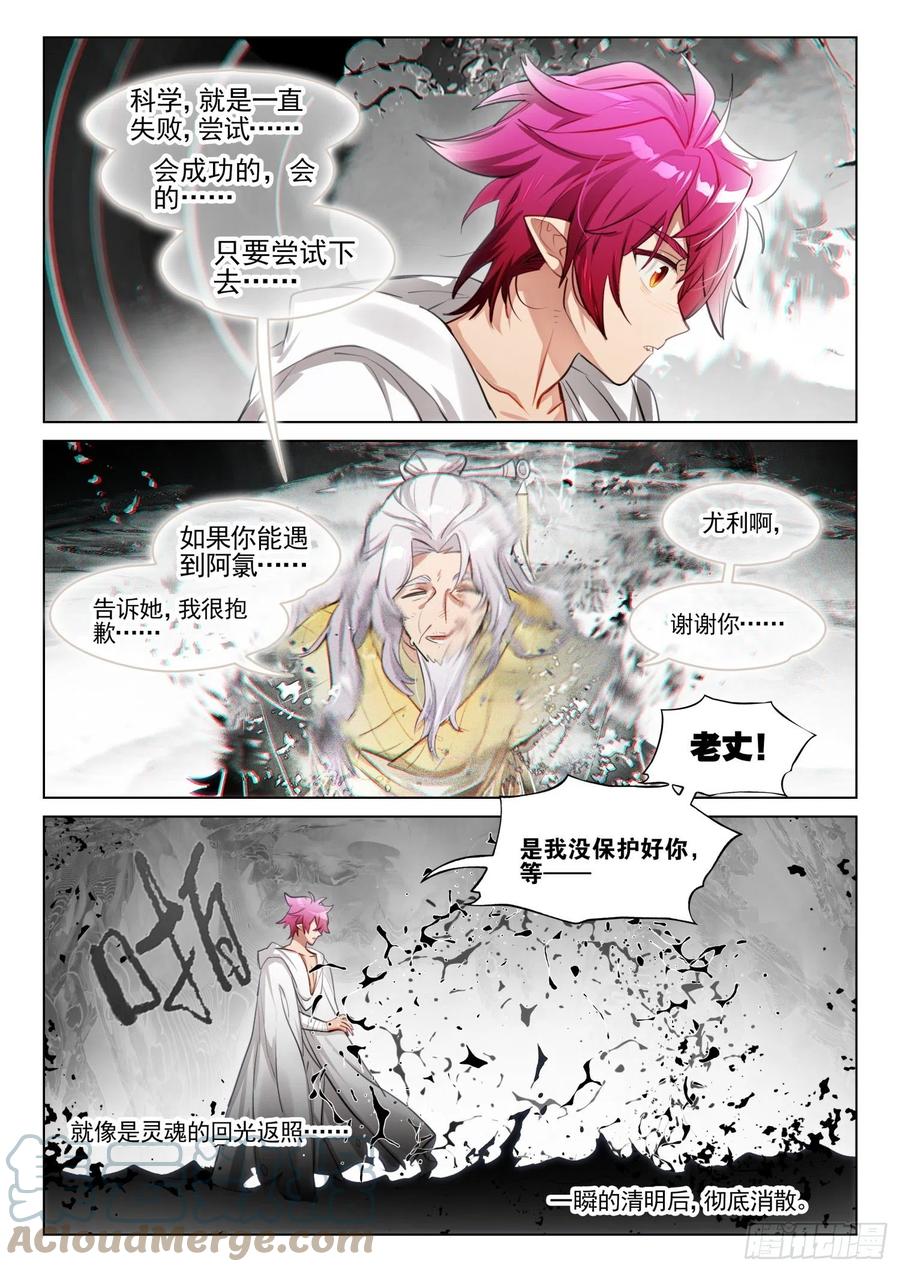 科学，就是一直
失败，尝试……
会成功的，会
的……
只要尝试下
去……
如果你能遇
到阿氯……
告诉她，我很抱
歉……
尤利啊，
谢谢你……
老丈！
是我没保护好你，
等——
啪
就像是灵魂的回光返照……
一瞬的清明后，彻底消散。
AcloudMerge.com
腾讯动漫